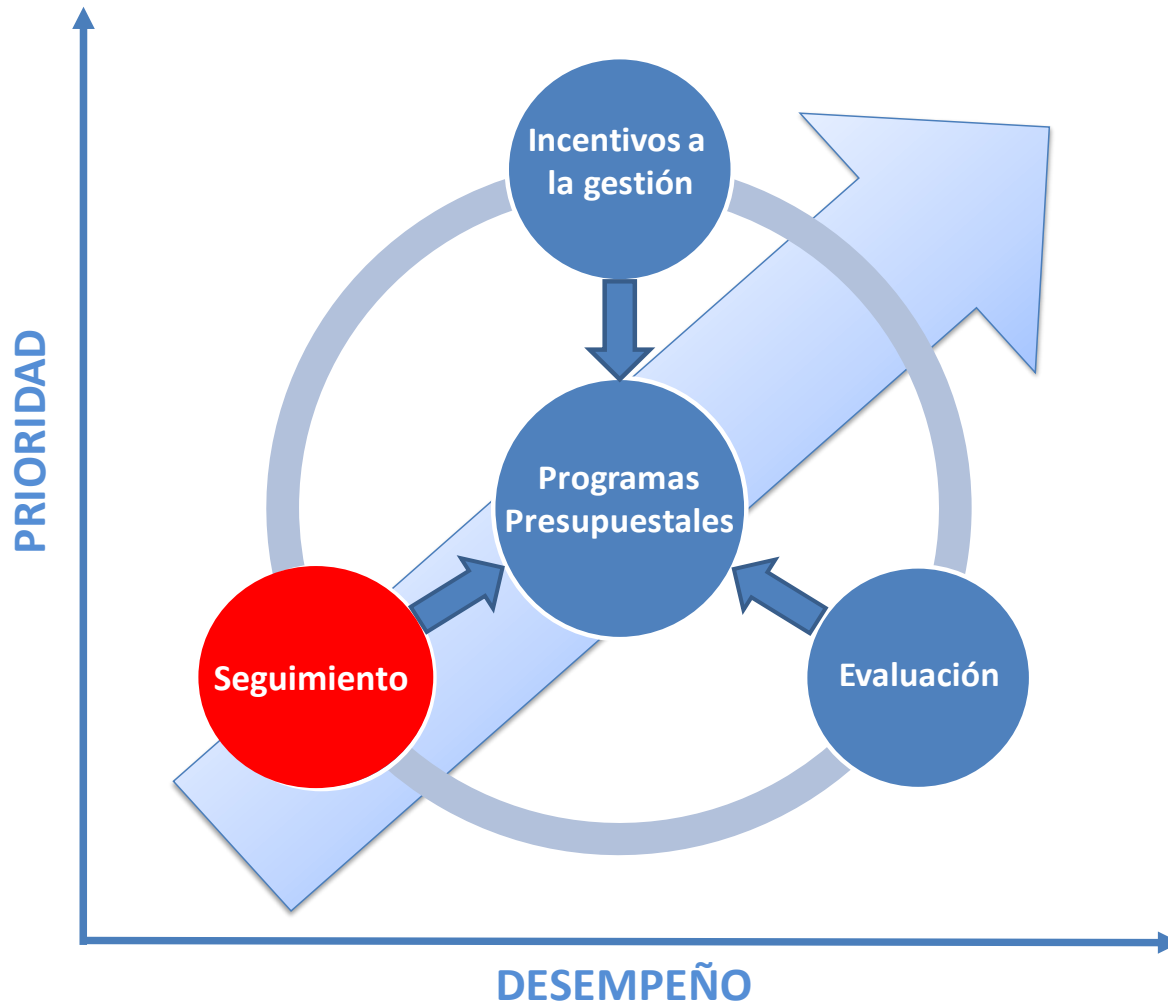 Incentivos a
la gestión
PRIORIDAD
Programas
Presupuestales
Seguimiento
Evaluación
DESEMPEÑO